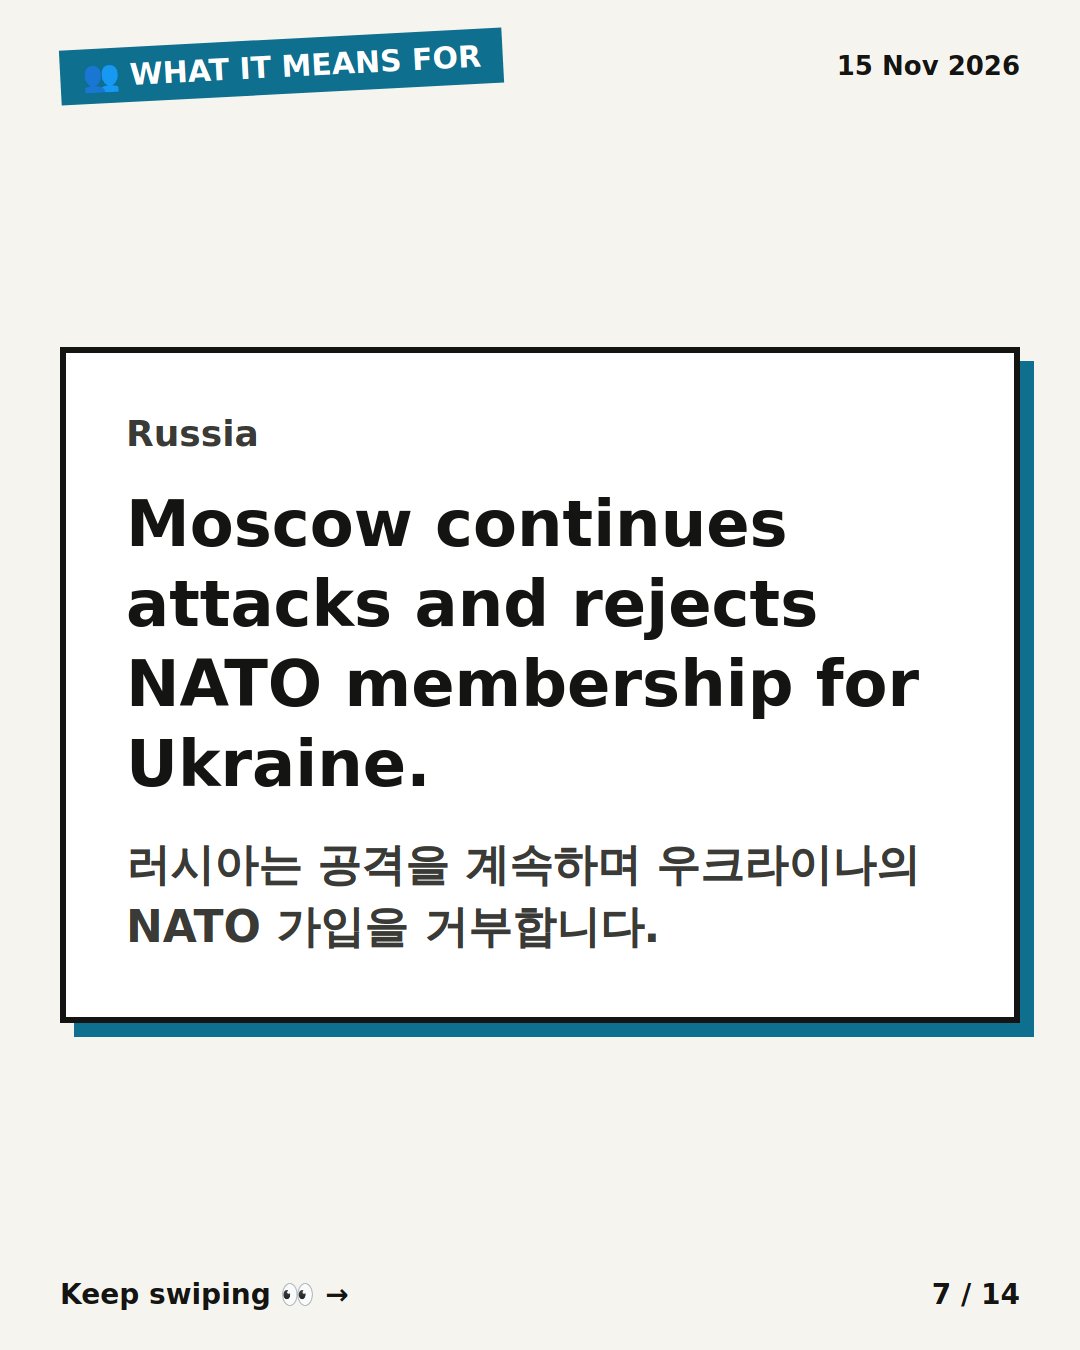 👥 WHAT IT MEANS FOR
15 Nov 2026
Russia
Moscow continues
attacks and rejects
NATO membership for
Ukraine.
러시아는 공격을 계속하며 우크라이나의
NATO 가입을 거부합니다.
Keep swiping 👀 →
7 / 14